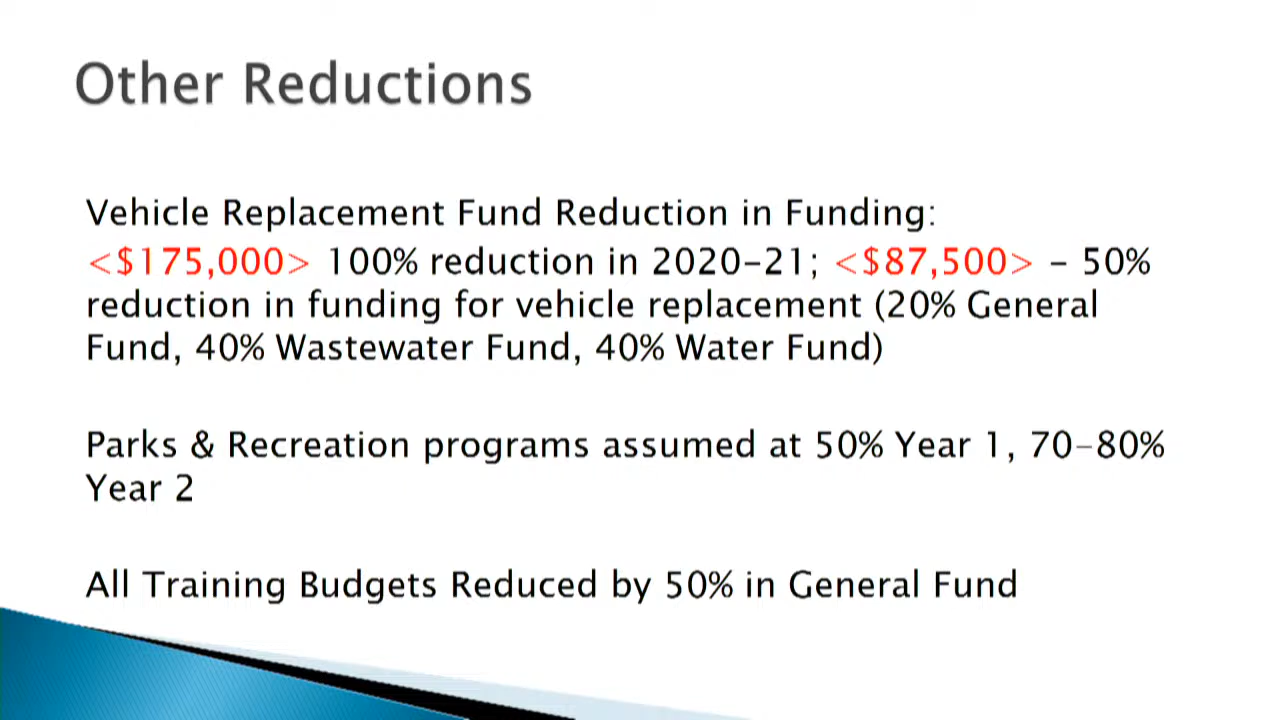 Other Reductions
Vehicle Replacement Fund Reduction in Funding:
<$175,000> 100% reduction in 2020-21; <$87,500> - 50%
reduction in funding for vehicle replacement (20% General
Fund, 40% Wastewater Fund, 40% Water Fund)
Parks & Recreation programs assumed at 50% Year 1, 70-80%
Year 2
All Training Budgets Reduced by 50% in General Fund